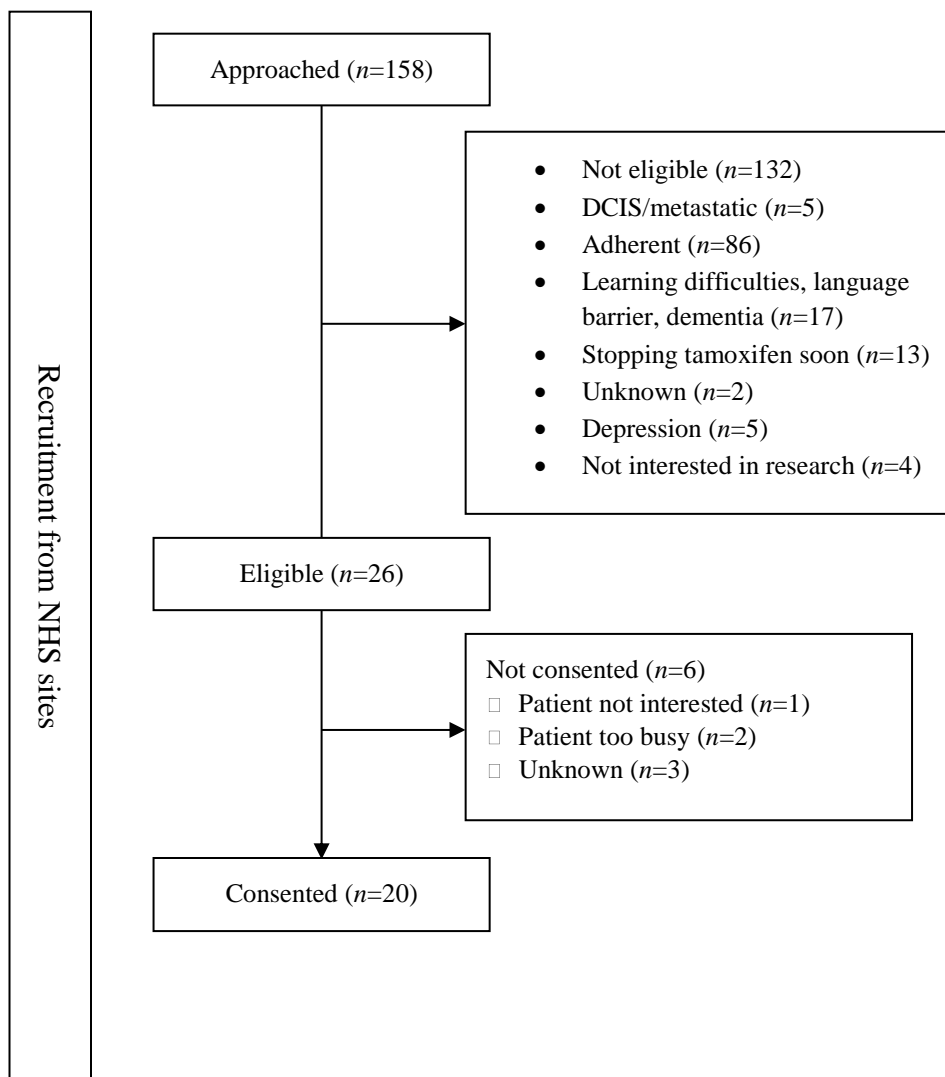 Recruitment from NHS sites
Approached (n=158)
• Not eligible (n=132)
• DCIS/metastatic (n=5)
• Adherent (n=86)
• Learning difficulties, language
barrier, dementia (n=17)
• Stopping tamoxifen soon (n=13)
• Unknown (n=2)
• Depression (n=5)
• Not interested in research (n=4)
Eligible (n=26)
Not consented (n=6)
 Patient not interested (n=1)
 Patient too busy (n=2)
 Unknown (n=3)
Consented (n=20)